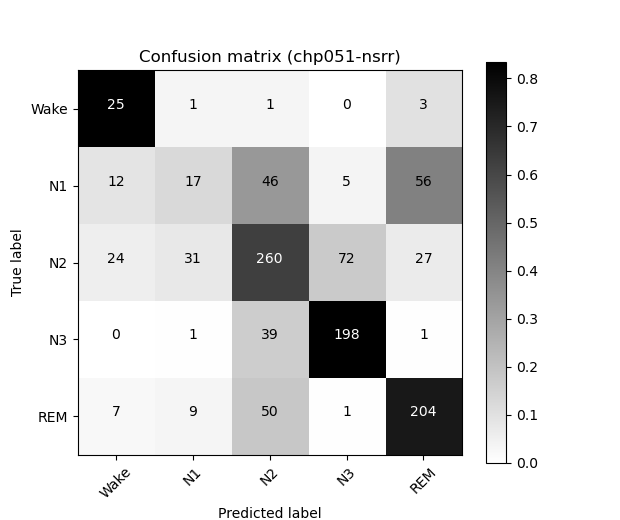 Confusion matrix (chp051-nsrr)
True label
Wake 25 1 1 0 3
N1 12 17 46 5 56
N2 24 31 260 72 27
N3 0 1 39 198 1
REM 7 9 50 1 204
Wake N1 N2 N3 REM
Predicted label
0.8
0.7
0.6
0.5
0.4
0.3
0.2
0.1
0.0